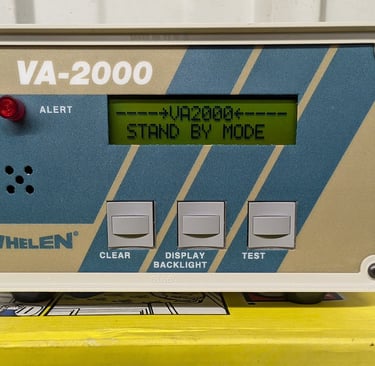 VA-2000
ALERT
-----→VA2000←-----
STAND BY MODE
WHELEN®
CLEAR
DISPLAY
BACKLIGHT
TEST